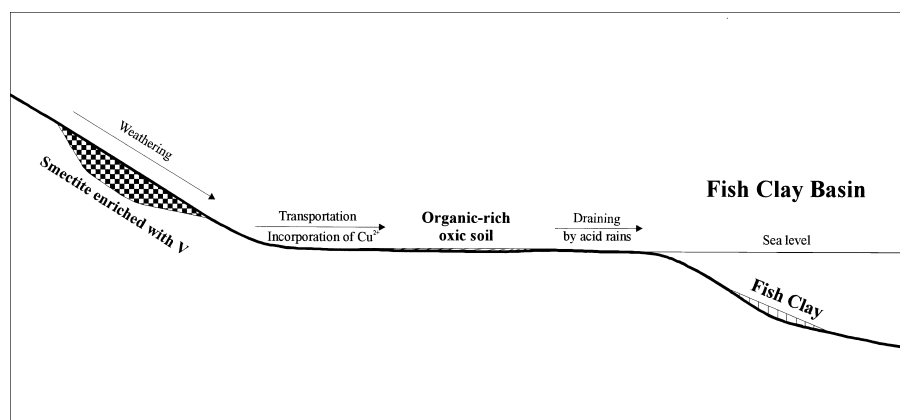 Weathering
Smectite enriched with V
Transportation
Incorporation of Cu²⁺
Organic-rich
oxic soil
Draining
by acid rains
Fish Clay Basin
Sea level
Fish Clay